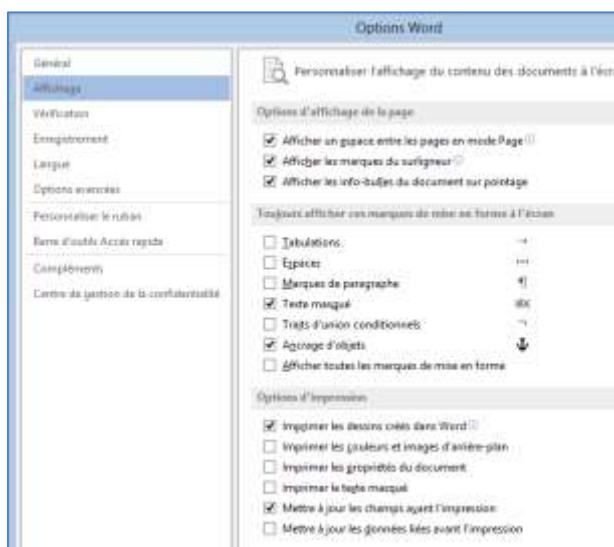 Options Word
Général
Affichage
Vérification
Enregistrement
Langue
Options avancées
Personnaliser le ruban
Barre d'outils Accès rapide
Compléments
Centre de gestion de la confidentialité
Personnaliser l'affichage du contenu des documents à l'écr
Options d'affichage de la page
Afficher un espace entre les pages en mode Page
Afficher les marques du surligneur
Afficher les info-bulles du document sur pointage
Toujours afficher ces marques de mise en forme à l'écran
Tabulations →
Espaces ···
Marques de paragraphe ¶
Texte masqué abc
Traits d'union conditionnels ¬
Ancrage d'objets
Afficher toutes les marques de mise en forme
Options d'impression
Imprimer les dessins créés dans Word
Imprimer les couleurs et images d'arrière-plan
Imprimer les propriétés du document
Imprimer le texte masqué
Mettre à jour les champs avant l'impression
Mettre à jour les données liées avant l'impression